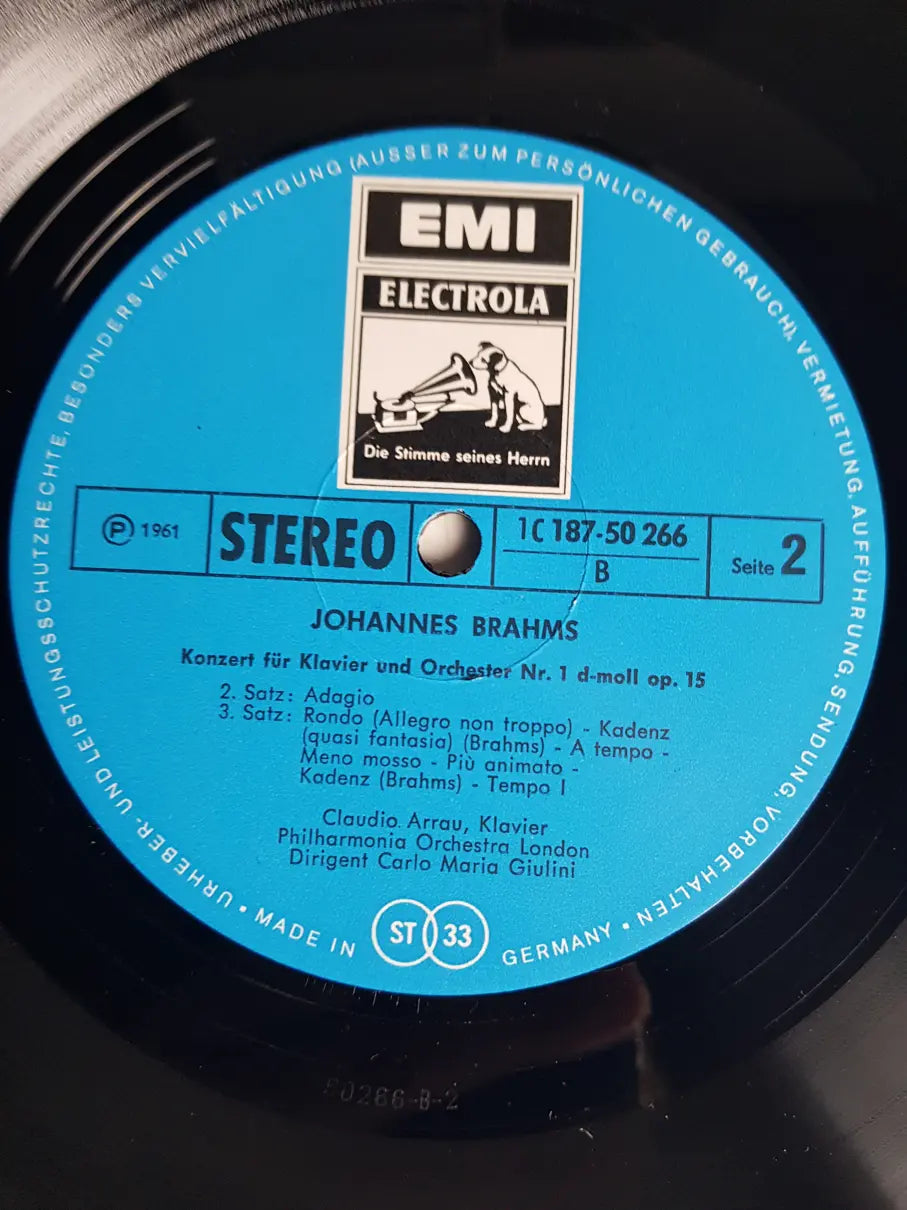 URHEBER- UND LEISTUNGSSCHUTZRECHTE, BESONDERS VERVIELFÄLTIGUNG (AUSSER ZUM PERSÖNLICHEN GEBRAUCH), VERMIETUNG, AUFFÜHRUNG, SENDUNG, VORBEHALTEN •
EMI
ELECTROLA
Die Stimme seines Herrn
Ⓟ 1961
STEREO
1C 187-50 266
B
Seite 2
JOHANNES BRAHMS
Konzert für Klavier und Orchester Nr. 1 d-moll op. 15
2. Satz: Adagio
3. Satz: Rondo (Allegro non troppo) - Kadenz
(quasi fantasia) (Brahms) - A tempo -
Meno mosso - Più animato -
Kadenz (Brahms) - Tempo I
Claudio Arrau, Klavier
Philharmonia Orchestra London
Dirigent Carlo Maria Giulini
• MADE IN
ST 33
GERMANY
0266-B-2